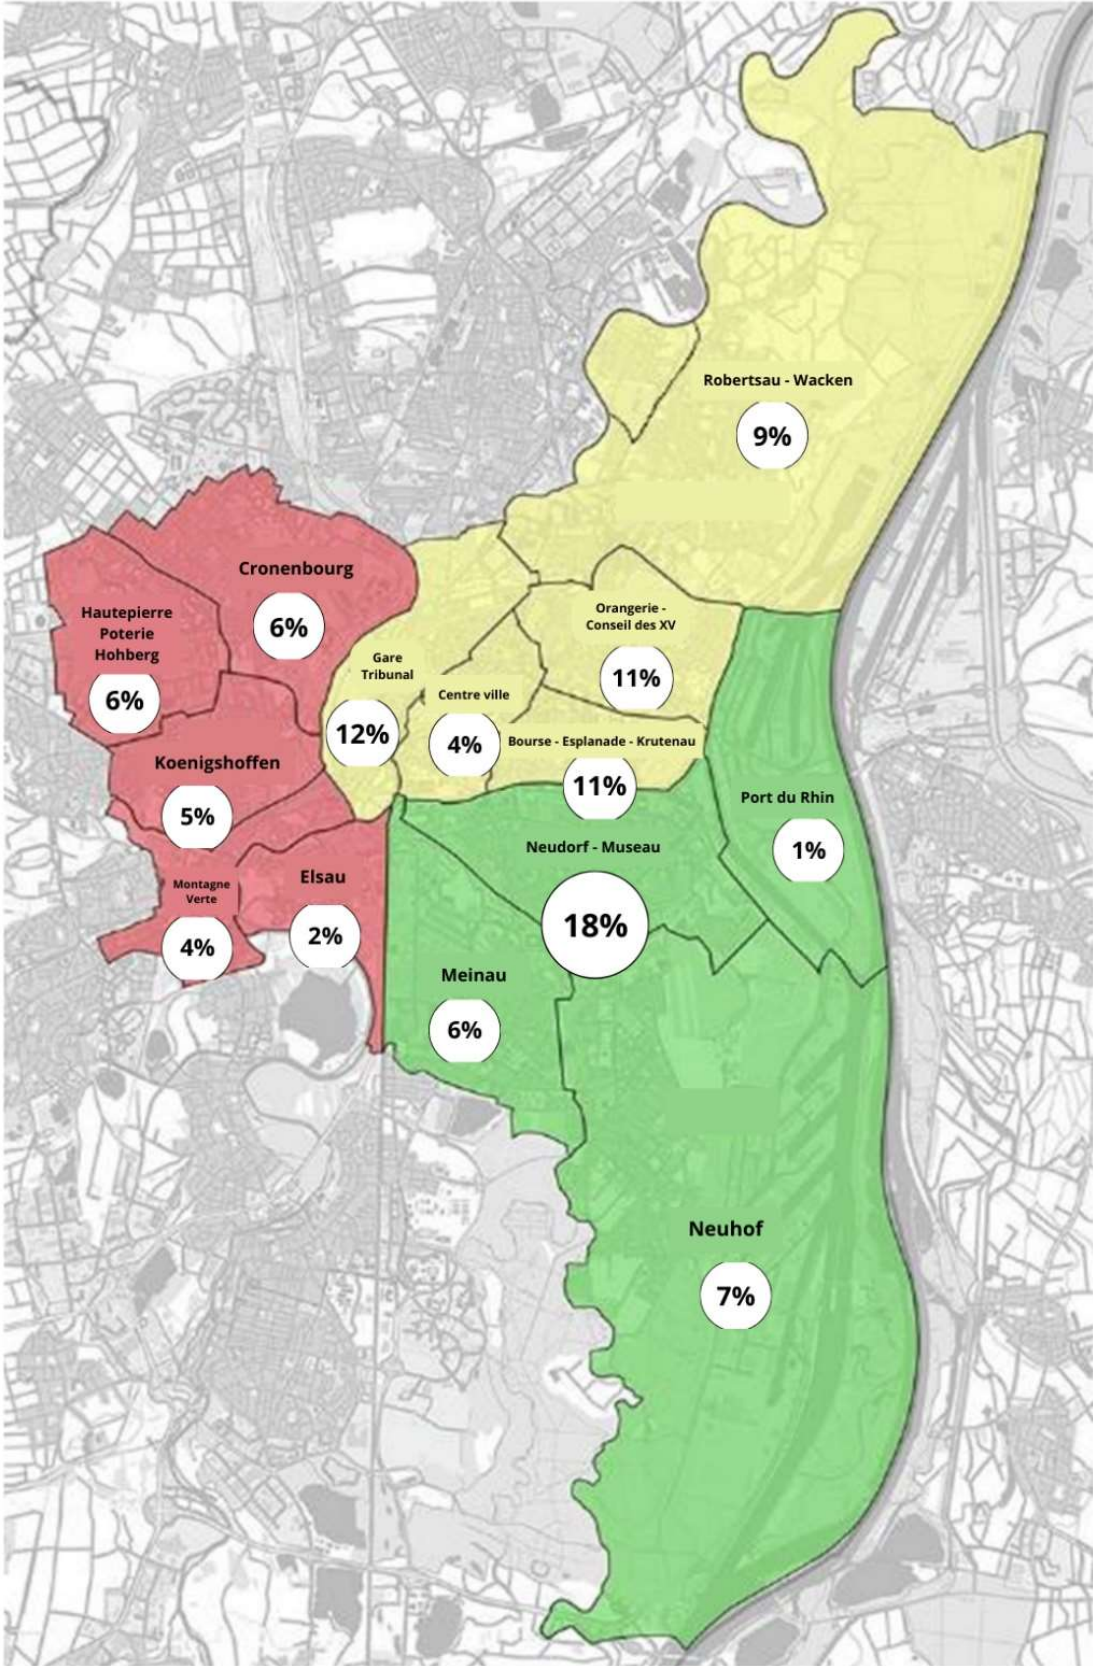 Robertsau - Wacken
9%
Cronenbourg
6%
Hautepierre
Poterie
Hohberg
6%
Orangerie -
Conseil des XV
11%
Gare
Tribunal
12%
Centre ville
4%
Bourse - Esplanade - Krutenau
11%
Koenigshoffen
5%
Port du Rhin
1%
Neudorf - Museau
18%
Montagne
Verte
4%
Elsau
2%
Meinau
6%
Neuhof
7%